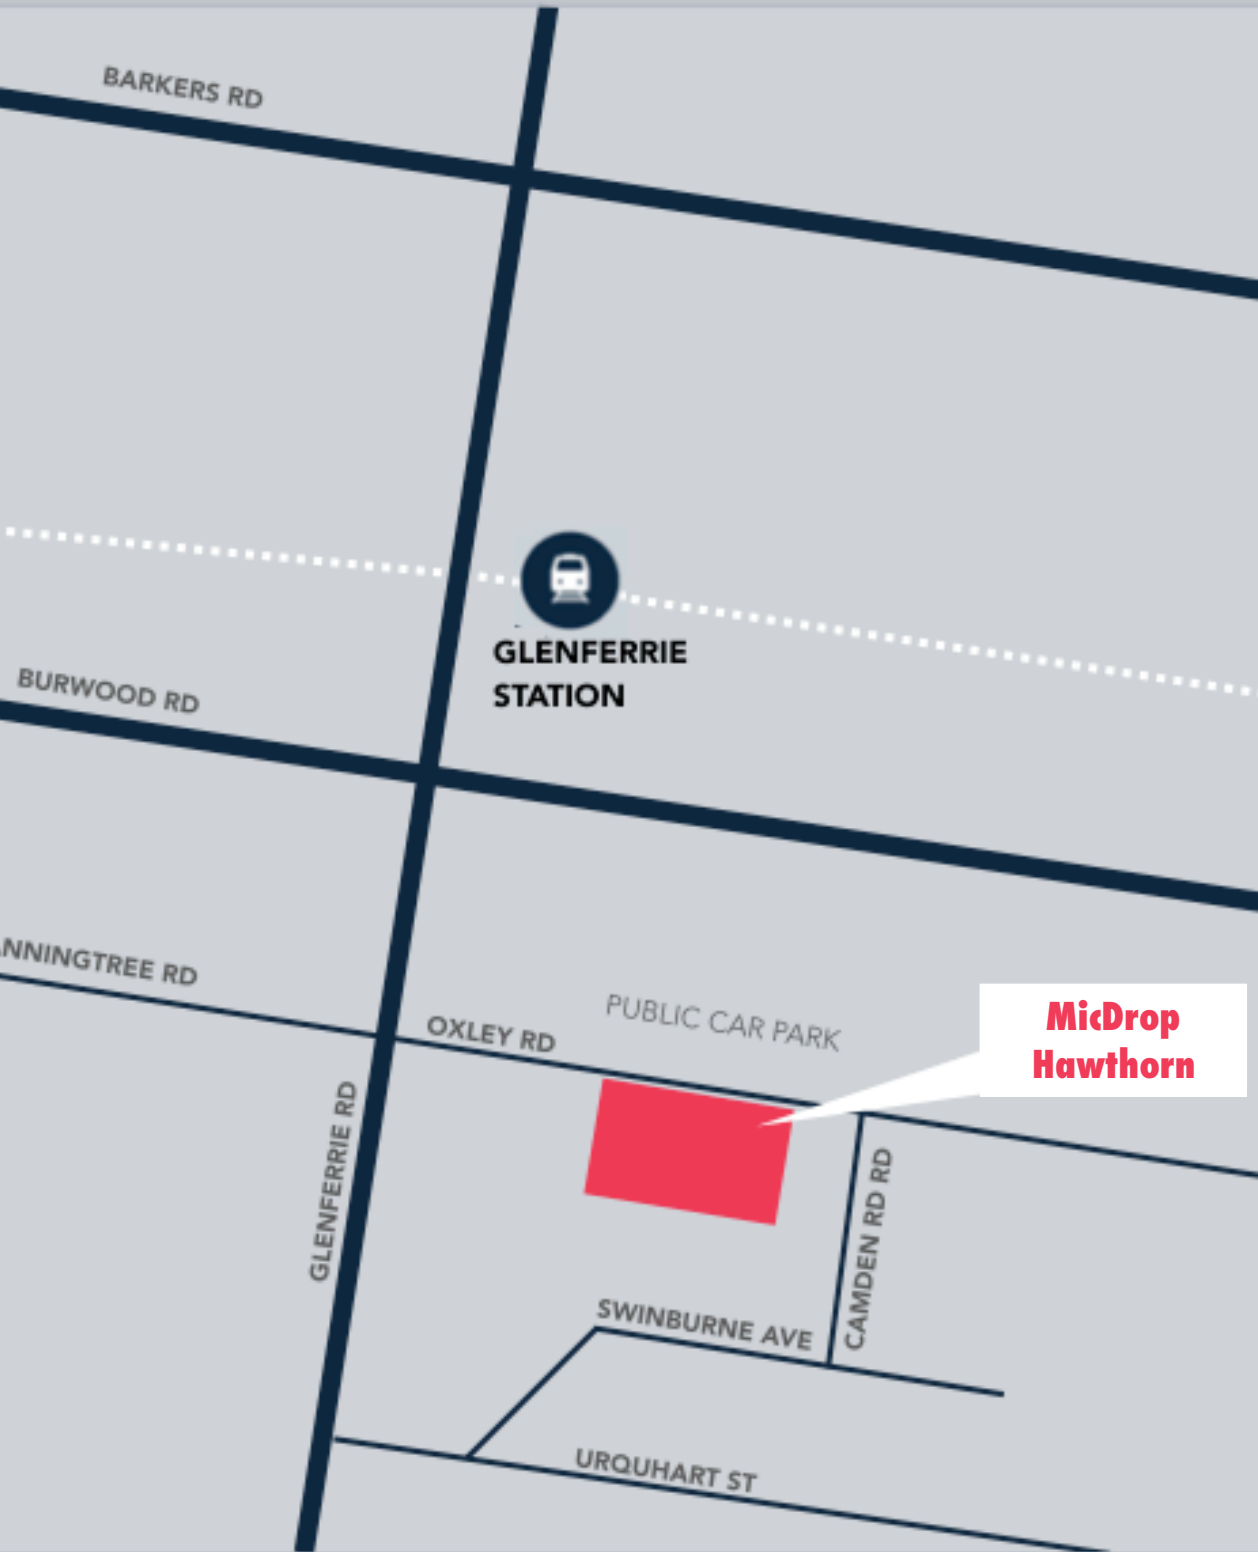 BARKERS RD
GLENFERRIE
STATION
BURWOOD RD
ANNINGTREE RD
PUBLIC CAR PARK
OXLEY RD
MicDrop
Hawthorn
GLENFERRIE RD
CAMDEN RD RD
SWINBURNE AVE
URQUHART ST